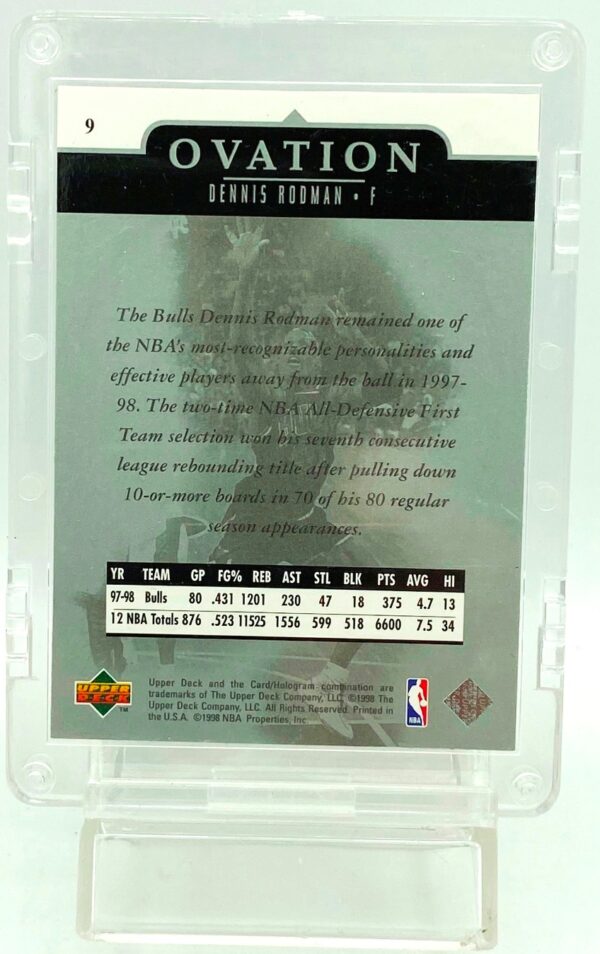 9
OVATION
DENNIS RODMAN • F
The Bulls Dennis Rodman remained one of
the NBA's most-recognizable personalities and
effective players away from the ball in 1997-
98. The two-time NBA All-Defensive First
Team selection won his seventh consecutive
league rebounding title after pulling down
10-or-more boards in 70 of his 80 regular
season appearances.
YR TEAM GP FG% REB AST STL BLK PTS AVG HI
97-98 Bulls 80 .431 1201 230 47 18 375 4.7 13
12 NBA Totals 876 .523 11525 1556 599 518 6600 7.5 34
Upper Deck and the Card/Hologram combination are
trademarks of The Upper Deck Company, LLC. ©1998 The
Upper Deck Company, LLC. All Rights Reserved. Printed in
the U.S.A. ©1998 NBA Properties, Inc.
UPPER
DECK
TM
NBA